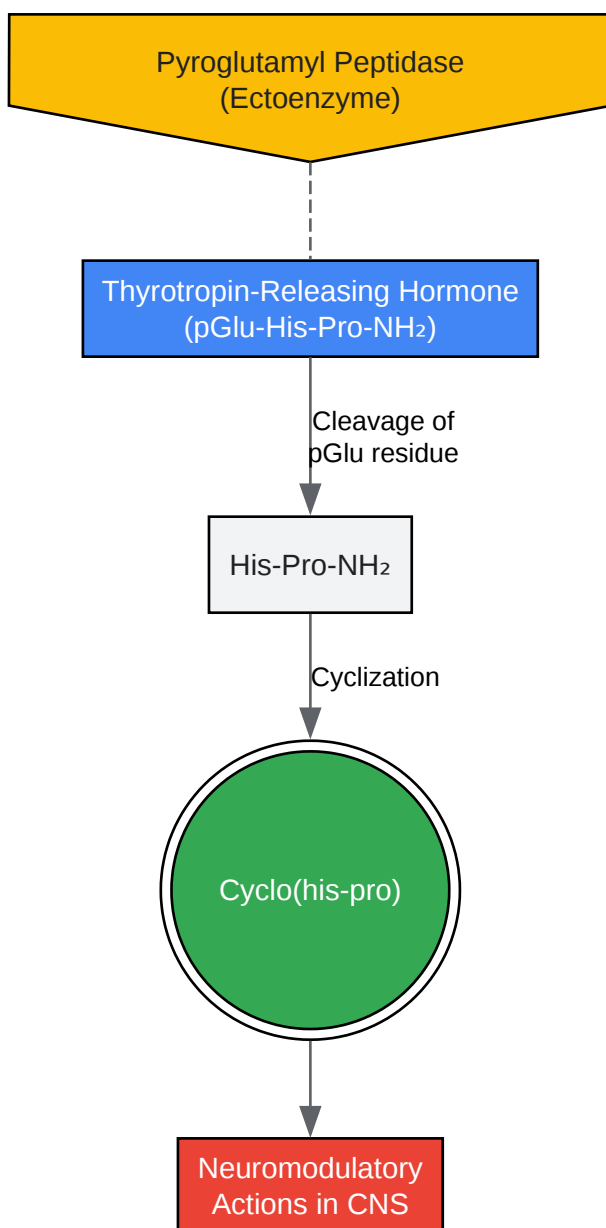 Pyroglutamyl Peptidase
(Ectoenzyme)
Thyrotropin-Releasing Hormone
(pGlu-His-Pro-NH₂)
Cleavage of
pGlu residue
His-Pro-NH₂
Cyclization
Cyclo(his-pro)
Neuromodulatory
Actions in CNS